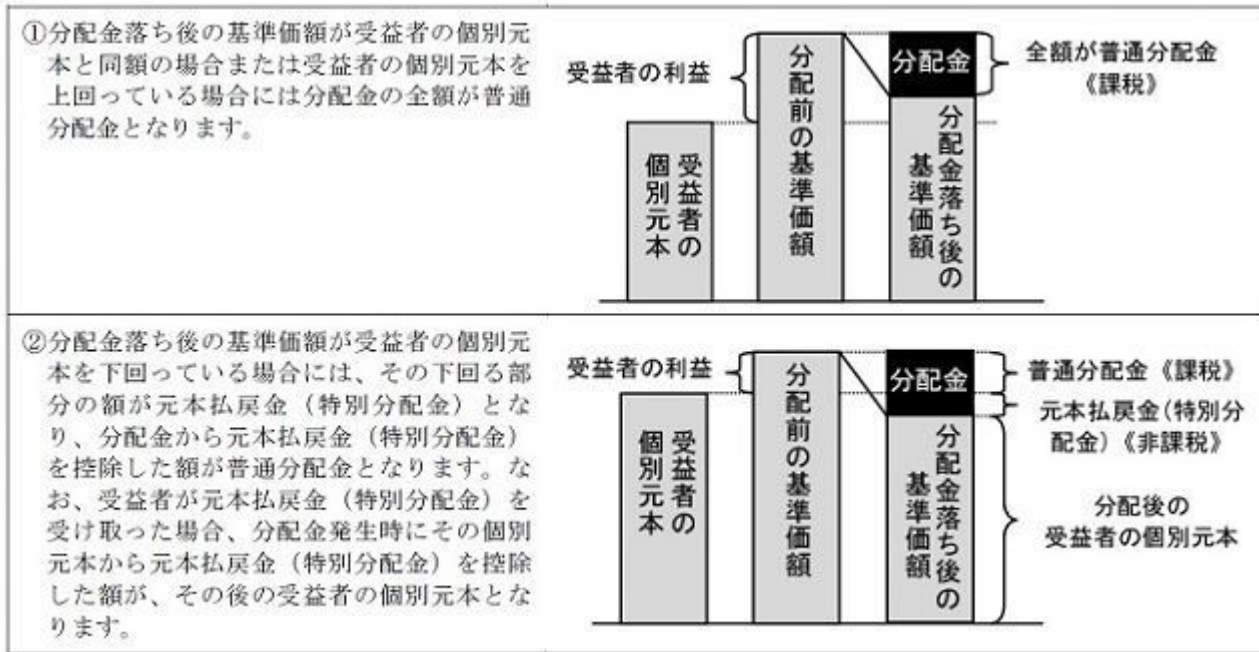 ①分配金落ち後の基準価額が受益者の個別元
本と同額の場合または受益者の個別元本を
上回っている場合には分配金の全額が普通
分配金となります。
受益者の利益
受益者の
個別元本
分配前の基準価額
分配金
分配金落ち後の
基準価額
全額が普通分配金
《課税》
②分配金落ち後の基準価額が受益者の個別元
本を下回っている場合には、その下回る部
分の額が元本払戻金（特別分配金）とな
り、分配金から元本払戻金（特別分配金）
を控除した額が普通分配金となります。な
お、受益者が元本払戻金（特別分配金）を
受け取った場合、分配金発生時にその個別
元本から元本払戻金（特別分配金）を控除
した額が、その後の受益者の個別元本とな
ります。
受益者の利益
受益者の
個別元本
分配前の基準価額
分配金
分配金落ち後の
基準価額
普通分配金《課税》
元本払戻金(特別分
配金)《非課税》
分配後の
受益者の個別元本